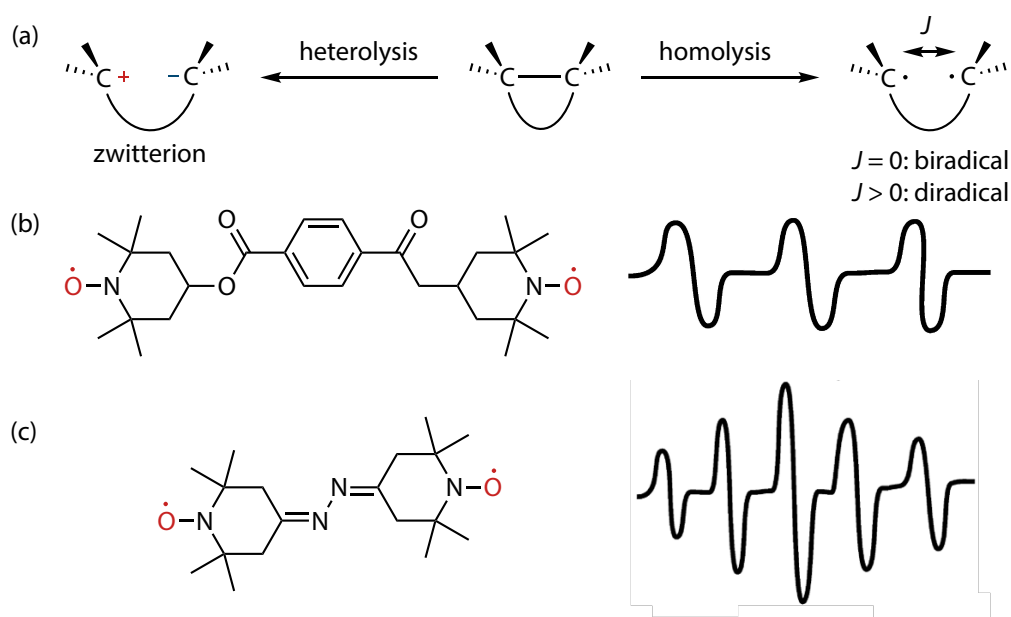 (a)
heterolysis
homolysis
J
C + − C
C C
C · · C
zwitterion
J = 0: biradical
J > 0: diradical
(b)
O O
O N O N O
(c)
N N O
O N N